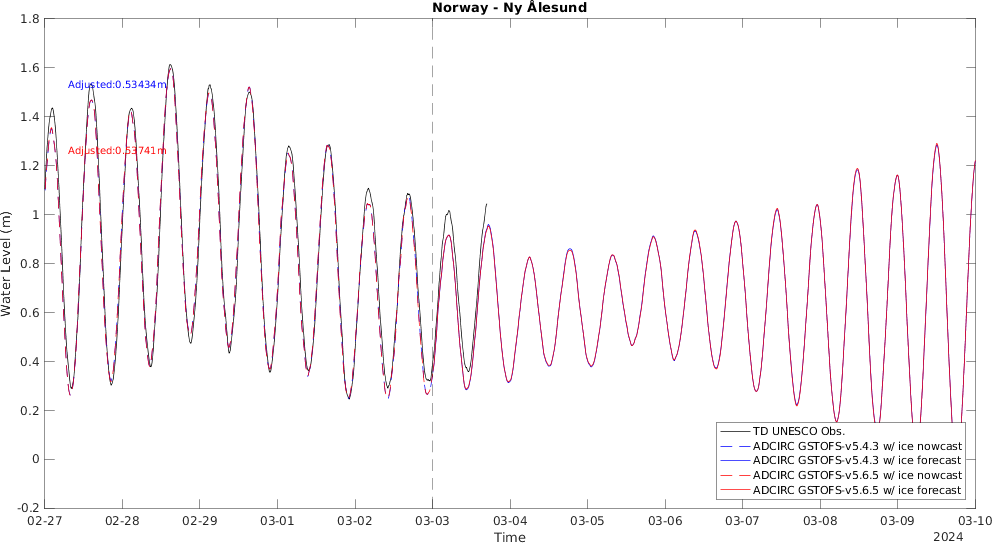 Norway - Ny Ålesund
1.8
1.6
1.4
1.2
1
0.8
0.6
0.4
0.2
0
-0.2
Water Level (m)
Adjusted:0.53434m
Adjusted:0.53741m
TD UNESCO Obs.
ADCIRC GSTOFS-v5.4.3 w/ ice nowcast
ADCIRC GSTOFS-v5.4.3 w/ ice forecast
ADCIRC GSTOFS-v5.6.5 w/ ice nowcast
ADCIRC GSTOFS-v5.6.5 w/ ice forecast
02-27 02-28 02-29 03-01 03-02 03-03 03-04 03-05 03-06 03-07 03-08 03-09 03-10
Time
2024